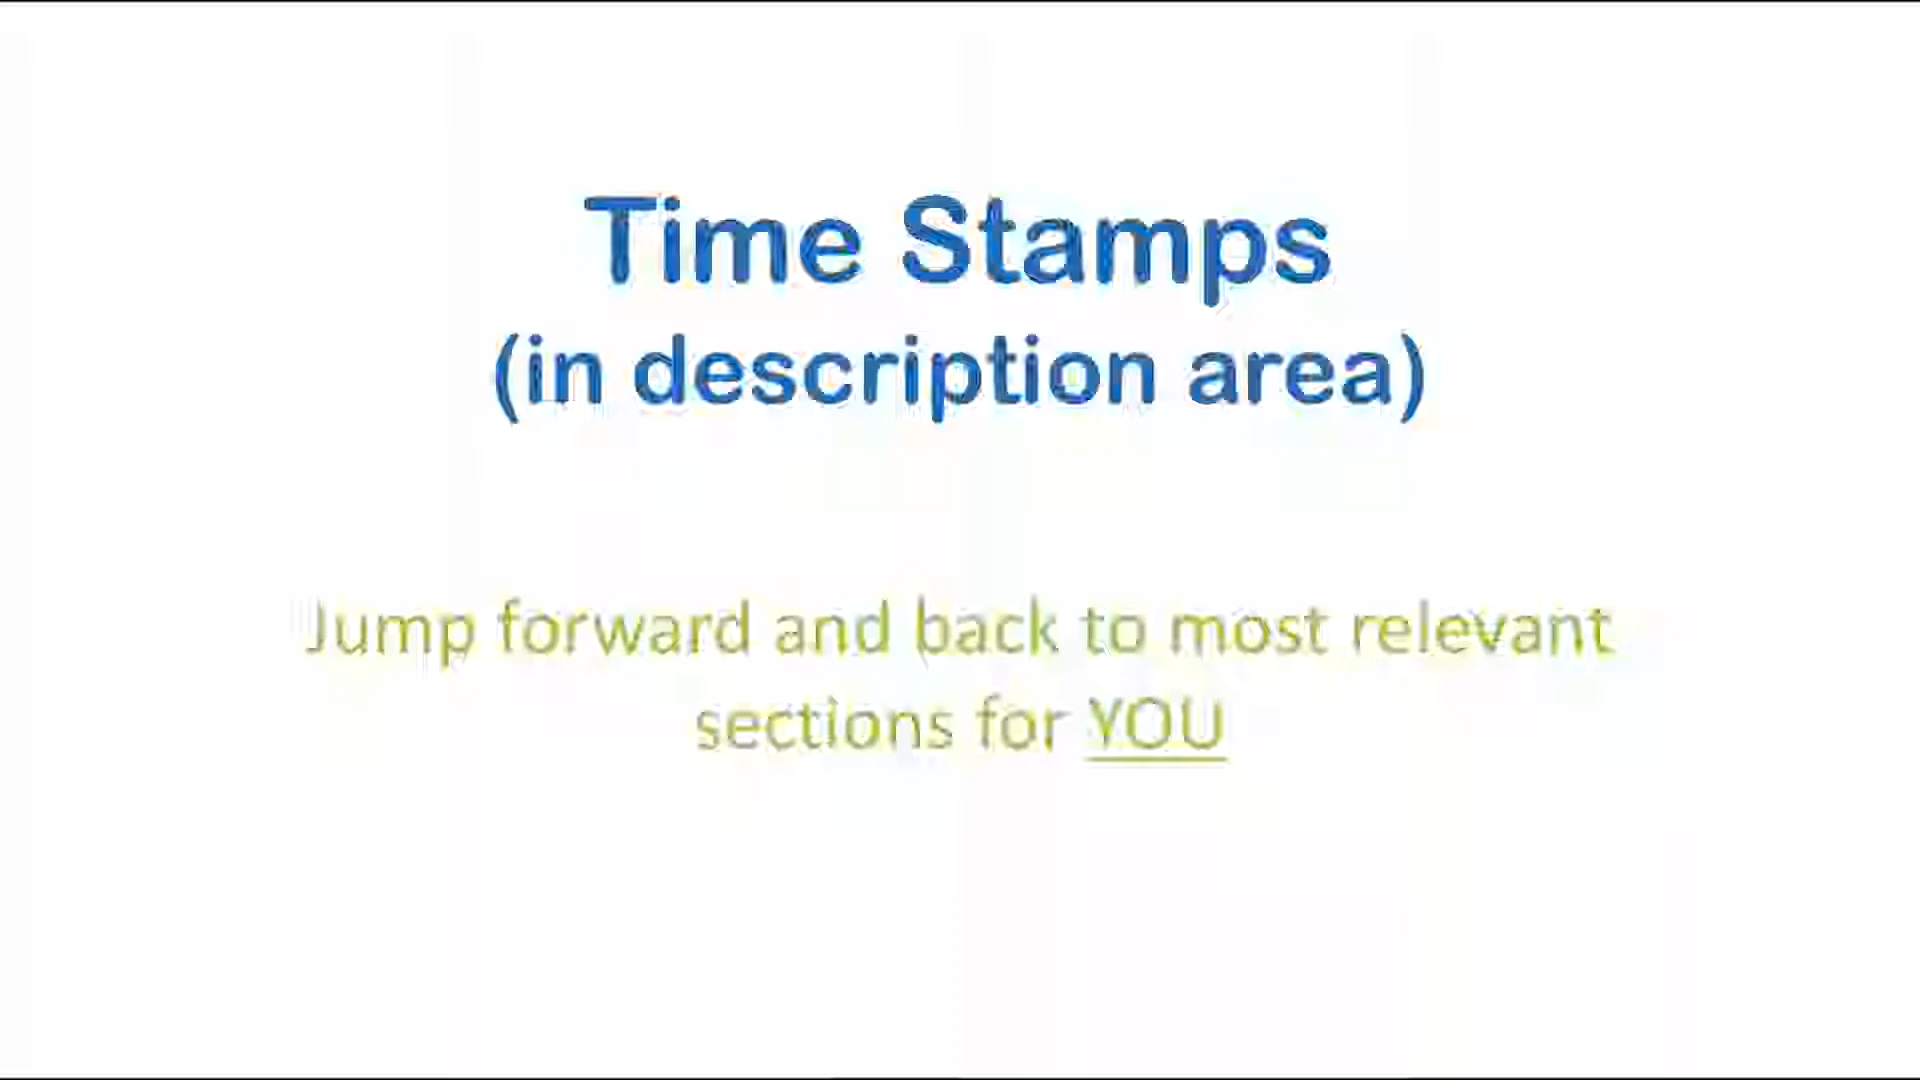 Time Stamps
(in description area)
Jump forward and back to most relevant
sections for YOU